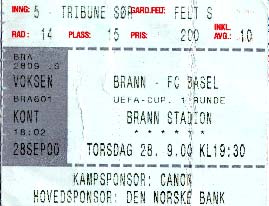 INNG: 5 - TRIBUNE SØR GARD.FELT: FELT S
RAD: 14 PLASS: 15 PRIS: 200 INKL. AVG.: 10
BRA
2809 .S
VOKSEN BRANN - FC BASEL
BRA601 UEFA-CUP, 1 RUNDE
KONT BRANN STADION
18/02 * * * * * *
28SEP00 TORSDAG 28. 9.00 KL19:30
KAMPSPONSOR: CANON
HOVEDSPONSOR: DEN NORSKE BANK